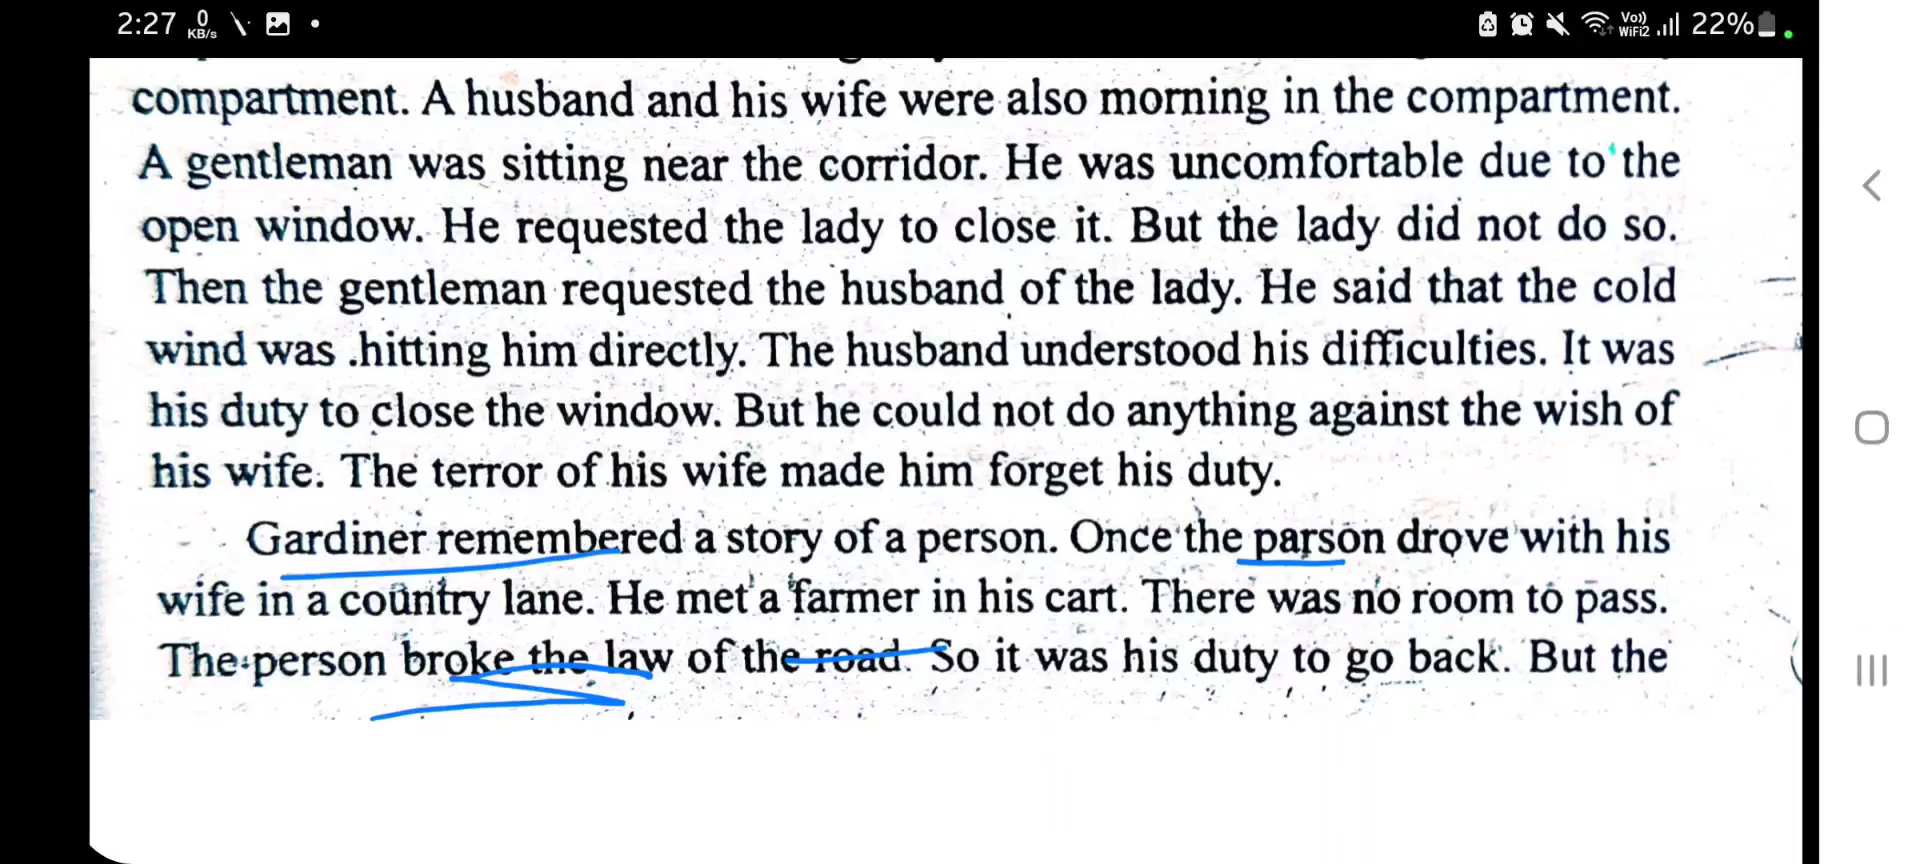 2:27 0 KB/s Vo)) WiFi2 22%
compartment. A husband and his wife were also morning in the compartment.
A gentleman was sitting near the corridor. He was uncomfortable due to the
open window. He requested the lady to close it. But the lady did not do so.
Then the gentleman requested the husband of the lady. He said that the cold
wind was .hitting him directly. The husband understood his difficulties. It was
his duty to close the window. But he could not do anything against the wish of
his wife. The terror of his wife made him forget his duty.
Gardiner remembered a story of a person. Once the parson drove with his
wife in a country lane. He met a farmer in his cart. There was no room to pass.
The person broke the law of the road. So it was his duty to go back. But the